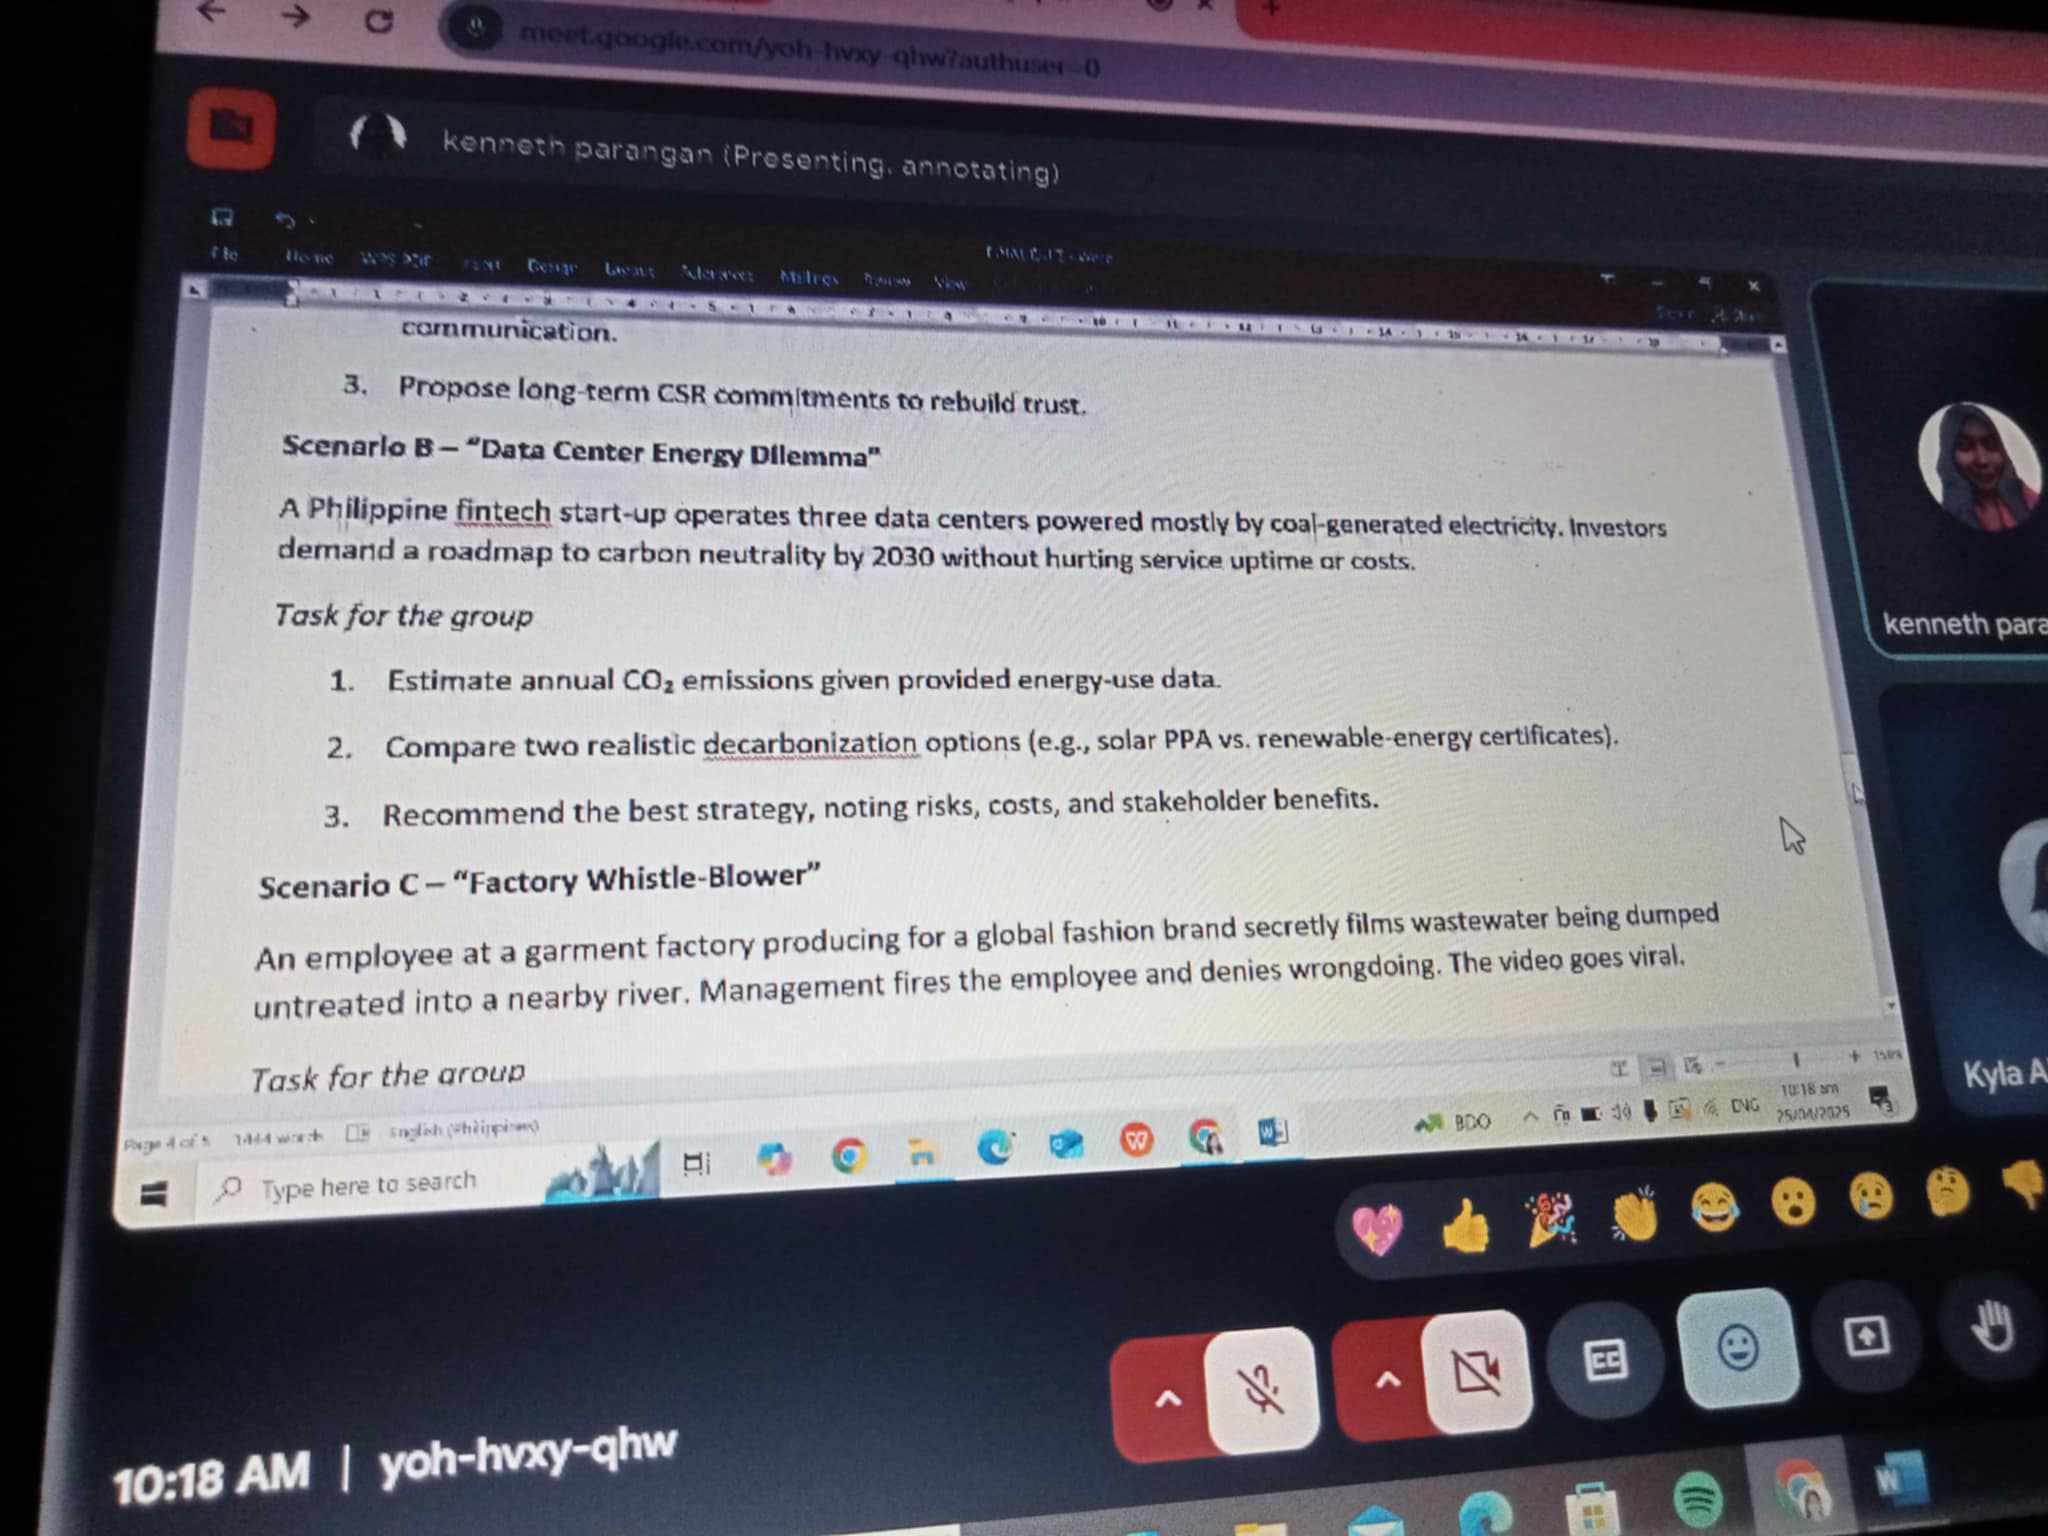 meet.google.com/yoh-hvxy-qhw?authuser=0
kenneth parangan (Presenting, annotating)
File Home Design Layout References Mailings Review View
communication.
3. Propose long-term CSR commitments to rebuild trust.
Scenario B – “Data Center Energy Dilemma”
A Philippine fintech start-up operates three data centers powered mostly by coal-generated electricity. Investors
demand a roadmap to carbon neutrality by 2030 without hurting service uptime or costs.
Task for the group
1. Estimate annual CO₂ emissions given provided energy-use data.
2. Compare two realistic decarbonization options (e.g., solar PPA vs. renewable-energy certificates).
3. Recommend the best strategy, noting risks, costs, and stakeholder benefits.
Scenario C – “Factory Whistle-Blower”
An employee at a garment factory producing for a global fashion brand secretly films wastewater being dumped
untreated into a nearby river. Management fires the employee and denies wrongdoing. The video goes viral.
Task for the group
Page 4 of 5 1444 words English (Philippines) 150%
Type here to search
BDO
ENG
10:18 am
25/04/2025
kenneth para
Kyla A
CC
10:18 AM | yoh-hvxy-qhw